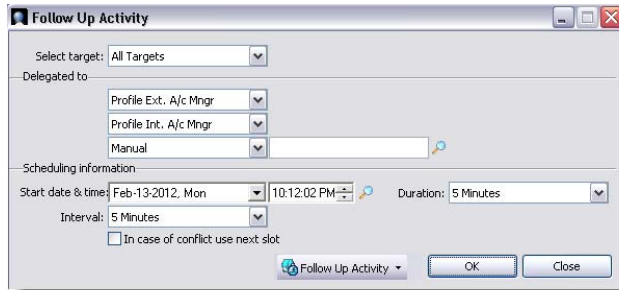 Follow Up Activity
Select target: All Targets
Delegated to
Profile Ext. A/c Mngr
Profile Int. A/c Mngr
Manual
Scheduling information
Start date & time: Feb-13-2012, Mon 10:12:02 PM Duration: 5 Minutes
Interval: 5 Minutes
In case of conflict use next slot
Follow Up Activity OK Close